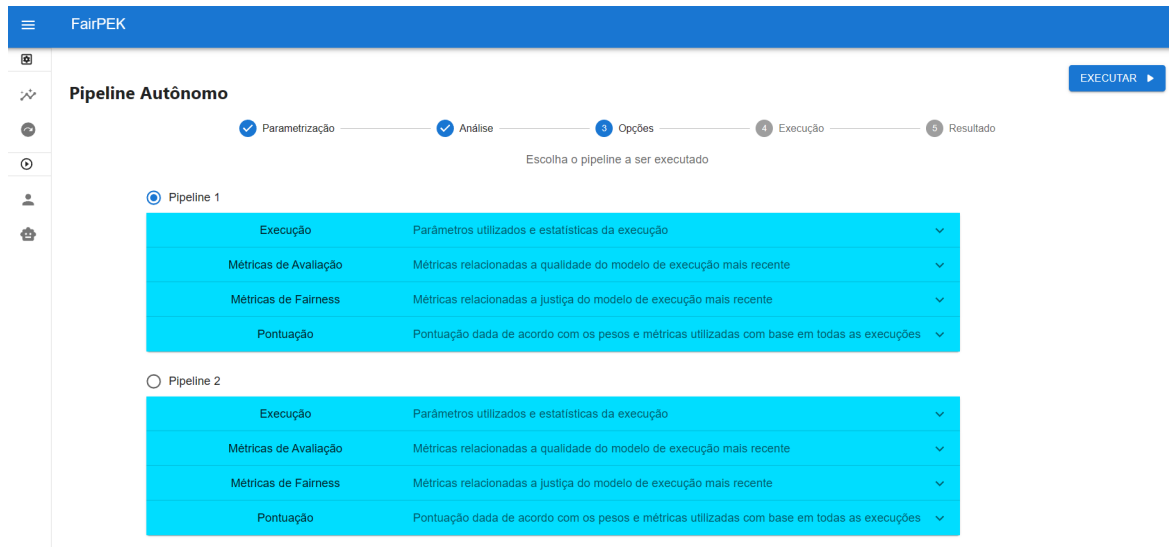 FairPEK
EXECUTAR
Pipeline Autônomo
Parametrização Análise 3 Opções 4 Execução 5 Resultado
Escolha o pipeline a ser executado
Pipeline 1
Execução Parâmetros utilizados e estatísticas da execução
Métricas de Avaliação Métricas relacionadas a qualidade do modelo de execução mais recente
Métricas de Fairness Métricas relacionadas a justiça do modelo de execução mais recente
Pontuação Pontuação dada de acordo com os pesos e métricas utilizadas com base em todas as execuções
Pipeline 2
Execução Parâmetros utilizados e estatísticas da execução
Métricas de Avaliação Métricas relacionadas a qualidade do modelo de execução mais recente
Métricas de Fairness Métricas relacionadas a justiça do modelo de execução mais recente
Pontuação Pontuação dada de acordo com os pesos e métricas utilizadas com base em todas as execuções